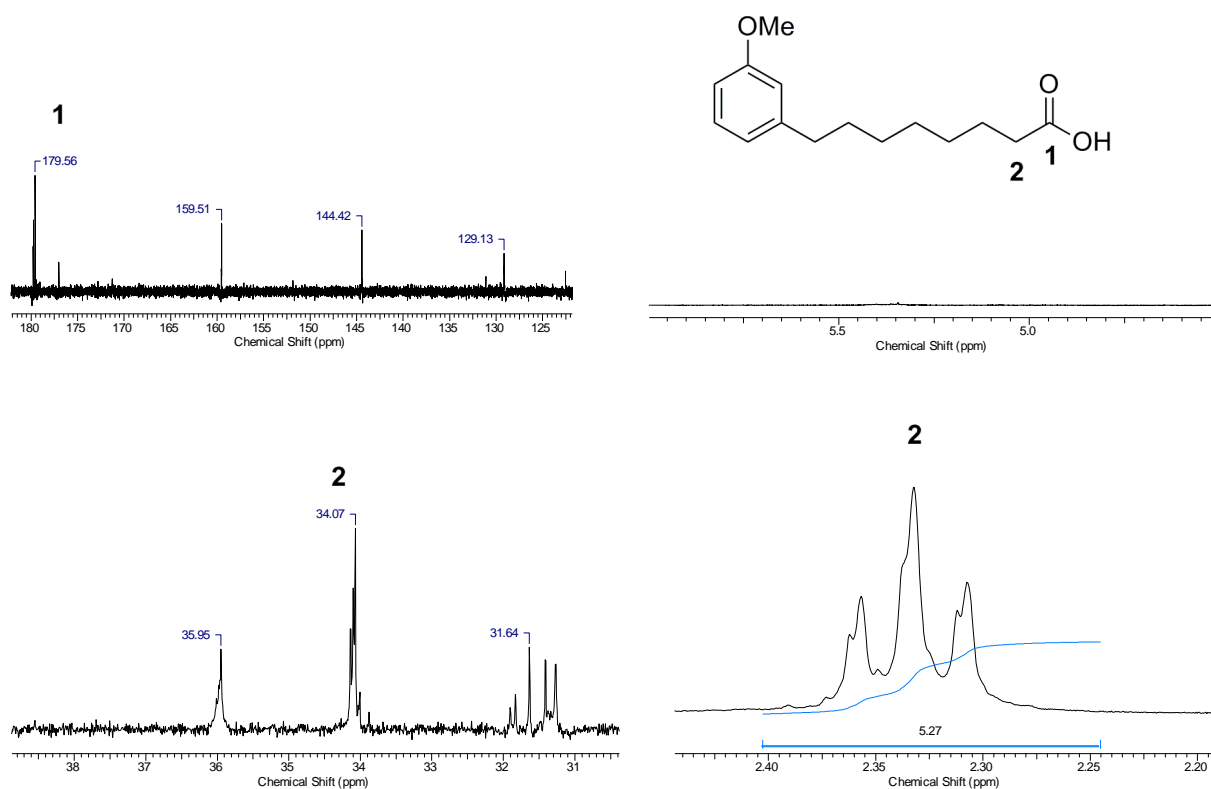 1
179.56
159.51
144.42
129.13
180 175 170 165 160 155 150 145 140 135 130 125
Chemical Shift (ppm)
OMe
O
OH
1
2
5.5 5.0
Chemical Shift (ppm)
2
34.07
35.95
31.64
38 37 36 35 34 33 32 31
Chemical Shift (ppm)
2
5.27
2.40 2.35 2.30 2.25 2.20
Chemical Shift (ppm)